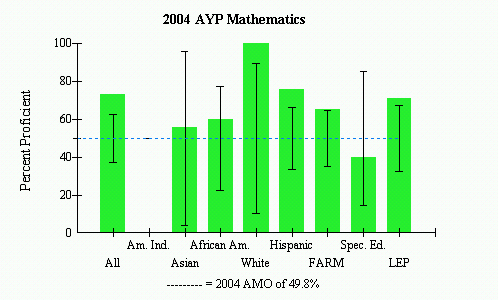 2004 AYP Mathematics
Percent Proficient
100
80
60
40
20
0
Am. Ind. African Am. Hispanic Spec. Ed.
All Asian White FARM LEP
--------- = 2004 AMO of 49.8%